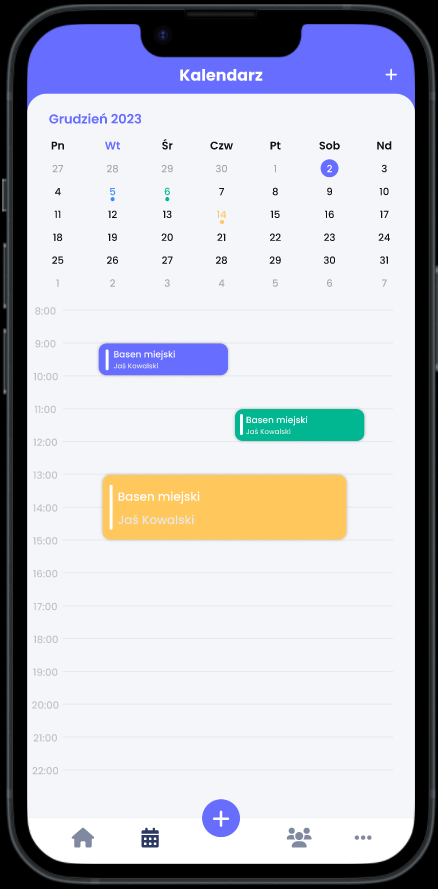 Kalendarz +
Grudzień 2023
Pn Wt Śr Czw Pt Sob Nd
27 28 29 30 1 2 3
4 5 6 7 8 9 10
11 12 13 14 15 16 17
18 19 20 21 22 23 24
25 26 27 28 29 30 31
1 2 3 4 5 6 7
8:00
9:00
Basen miejski
Jaś Kowalski
10:00
11:00
Basen miejski
Jaś Kowalski
12:00
13:00
Basen miejski
14:00
Jaś Kowalski
15:00
16:00
17:00
18:00
19:00
20:00
21:00
22:00